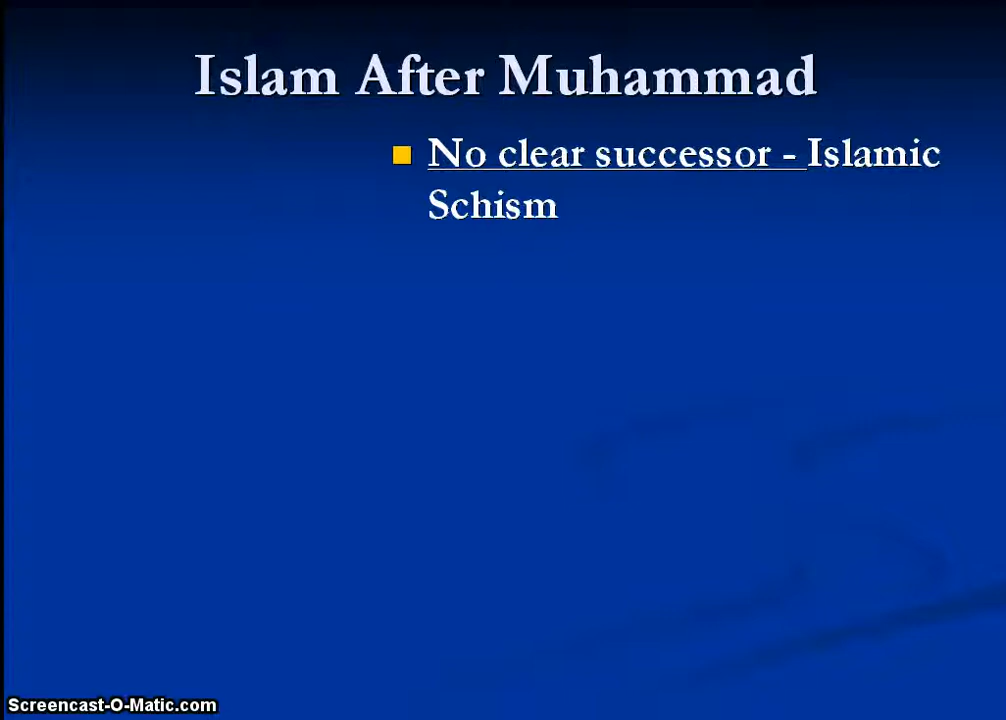 Islam After Muhammad
No clear successor - Islamic
Schism
Screencast-O-Matic.com